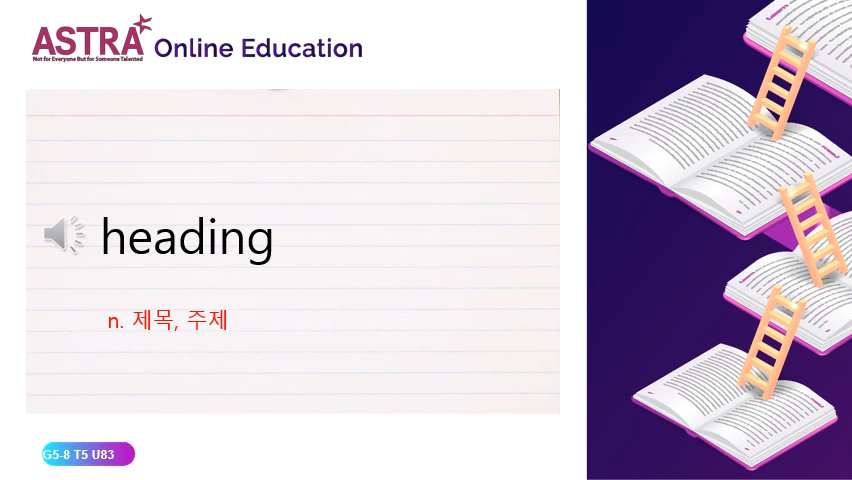 ASTRA Online Education
Not for Everyone But for Someone Talented
heading
n. 제목, 주제
G5-8 T5 U83